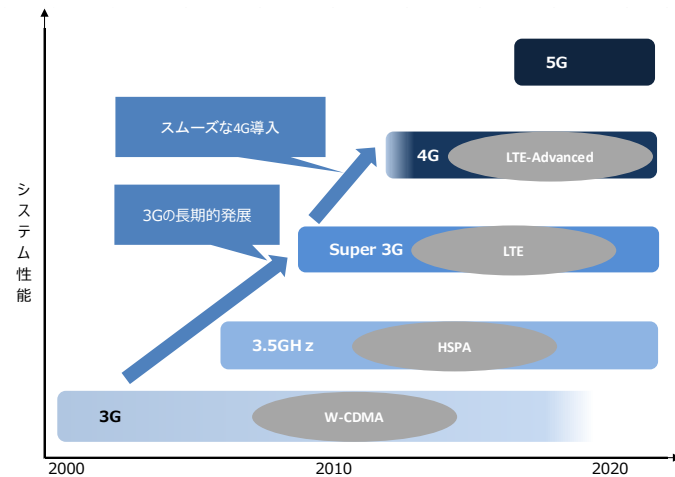 5G
スムーズな4G導入
4G
LTE-Advanced
3Gの長期的発展
システム性能
Super 3G
LTE
3.5GH z
HSPA
3G
W-CDMA
2000
2010
2020